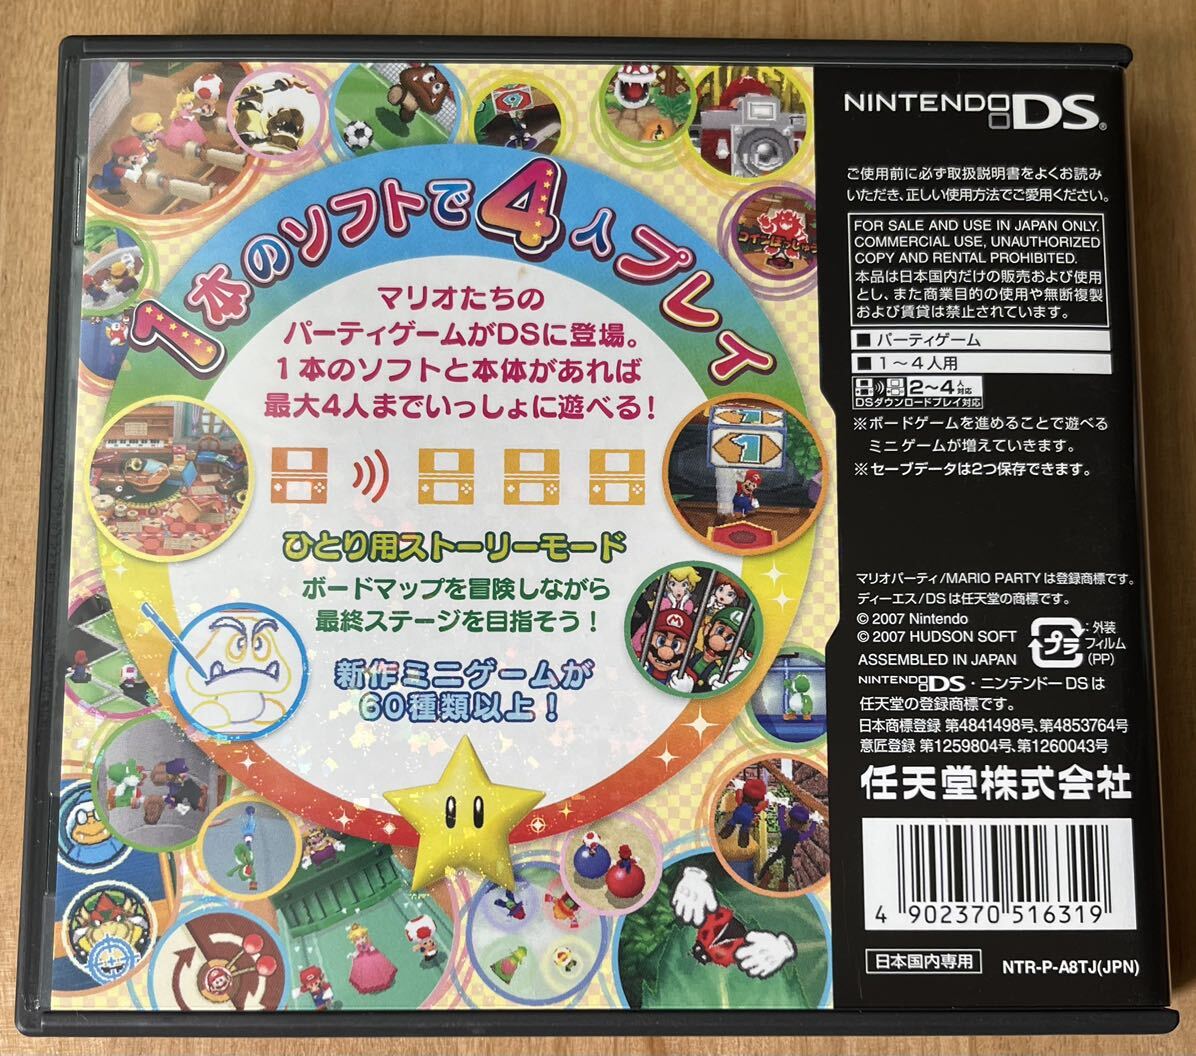 1本のソフトで4人プレイ
マリオたちの
パーティゲームがDSに登場。
1本のソフトと本体があれば
最大4人までいっしょに遊べる！
ひとり用ストーリーモード
ボードマップを冒険しながら
最終ステージを目指そう！
新作ミニゲームが
60種類以上！
コインぼっしゅう
NINTENDO DS®
ご使用前に必ず取扱説明書をよくお読み
いただき、正しい使用方法でご愛用ください。
FOR SALE AND USE IN JAPAN ONLY.
COMMERCIAL USE, UNAUTHORIZED
COPY AND RENTAL PROHIBITED.
本品は日本国内だけの販売および使用
とし、また商業目的の使用や無断複製
および賃貸は禁止されています。
■ パーティゲーム
■ 1～4人用
2～4人対応
DSダウンロードプレイ対応
※ボードゲームを進めることで遊べる
ミニゲームが増えていきます。
※セーブデータは2つ保存できます。
マリオパーティ/MARIO PARTYは登録商標です。
ディーエス/DSは任天堂の商標です。
© 2007 Nintendo
© 2007 HUDSON SOFT
ASSEMBLED IN JAPAN
プラ
:外装
フィルム
(PP)
NINTENDO DS・ニンテンドーDSは
任天堂の登録商標です。
日本商標登録 第4841498号、第4853764号
意匠登録 第1259804号、第1260043号
任天堂株式会社
4 902370 516319
日本国内専用
NTR-P-A8TJ(JPN)